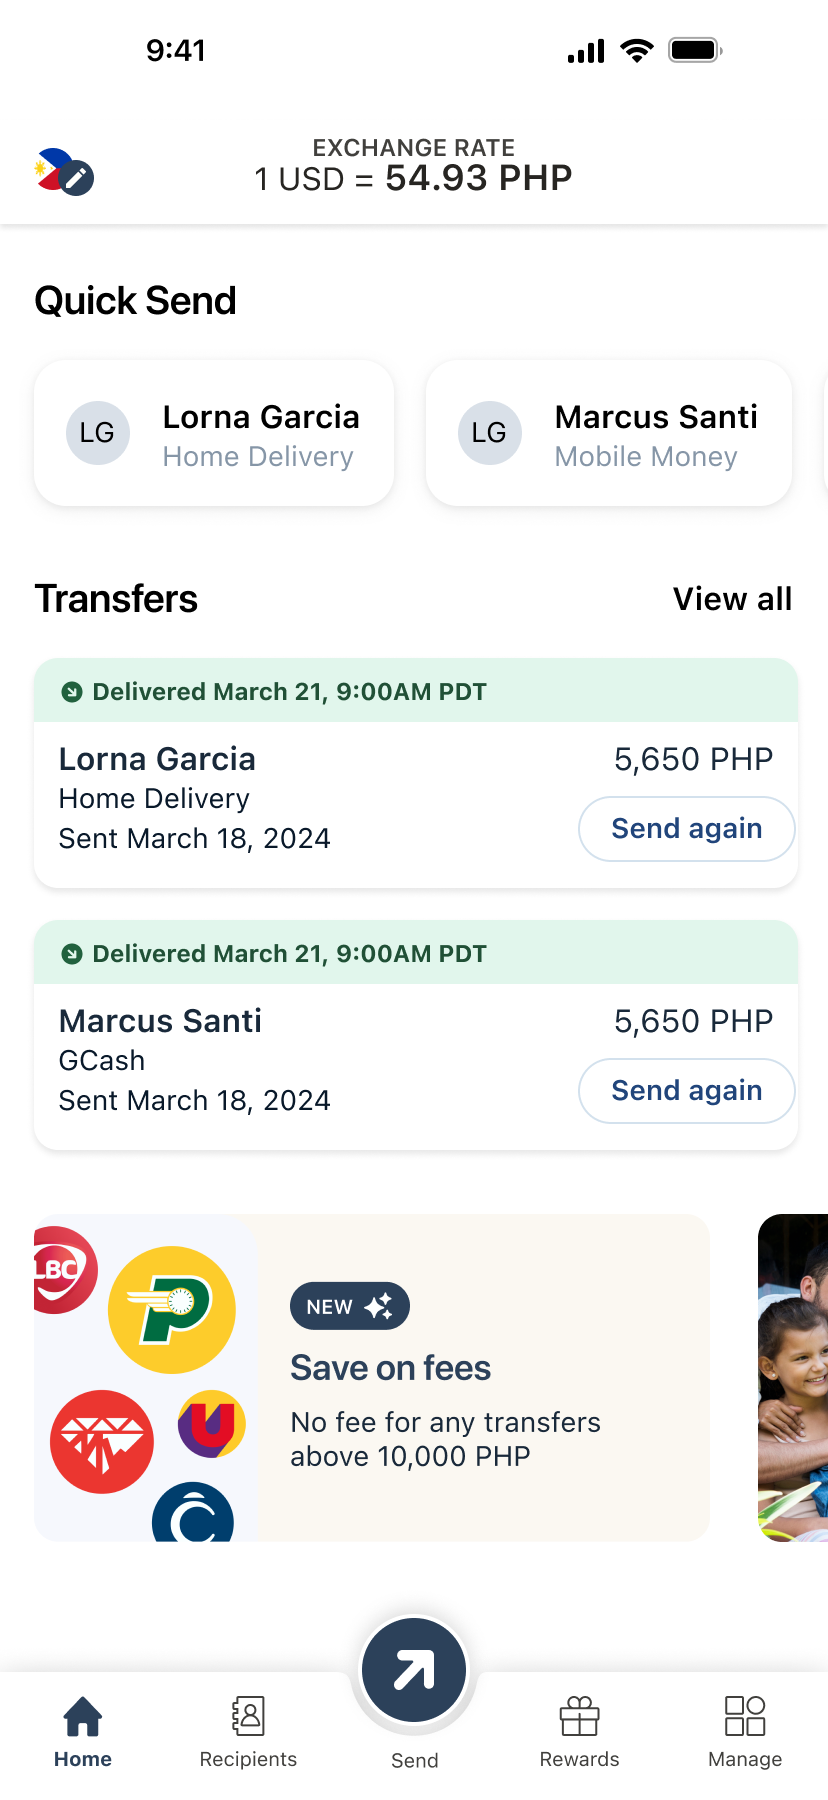 9:41
EXCHANGE RATE
1 USD = 54.93 PHP
Quick Send
LG
Lorna Garcia
Home Delivery
LG
Marcus Santi
Mobile Money
Transfers
View all
Delivered March 21, 9:00AM PDT
Lorna Garcia
5,650 PHP
Home Delivery
Sent March 18, 2024
Send again
Delivered March 21, 9:00AM PDT
Marcus Santi
5,650 PHP
GCash
Sent March 18, 2024
Send again
LBC
P
U
NEW
Save on fees
No fee for any transfers
above 10,000 PHP
Home
Recipients
Send
Rewards
Manage